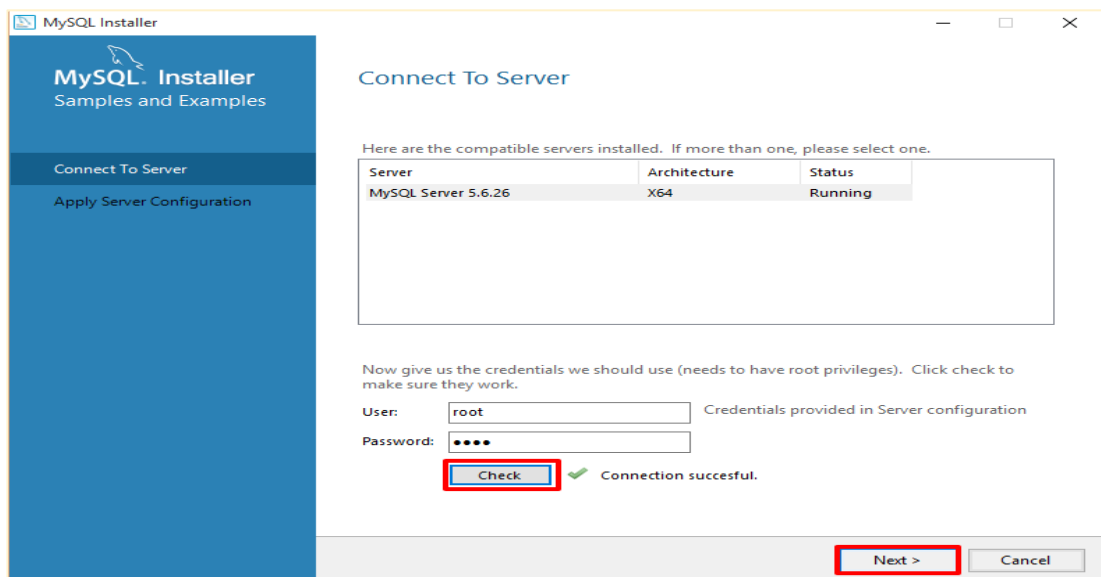 MySQL Installer
MySQL. Installer
Samples and Examples
Connect To Server
Apply Server Configuration
Connect To Server
Here are the compatible servers installed. If more than one, please select one.
Server Architecture Status
MySQL Server 5.6.26 X64 Running
Now give us the credentials we should use (needs to have root privileges). Click check to
make sure they work.
User: root Credentials provided in Server configuration
Password: ●●●●
Check Connection succesful.
Next > Cancel